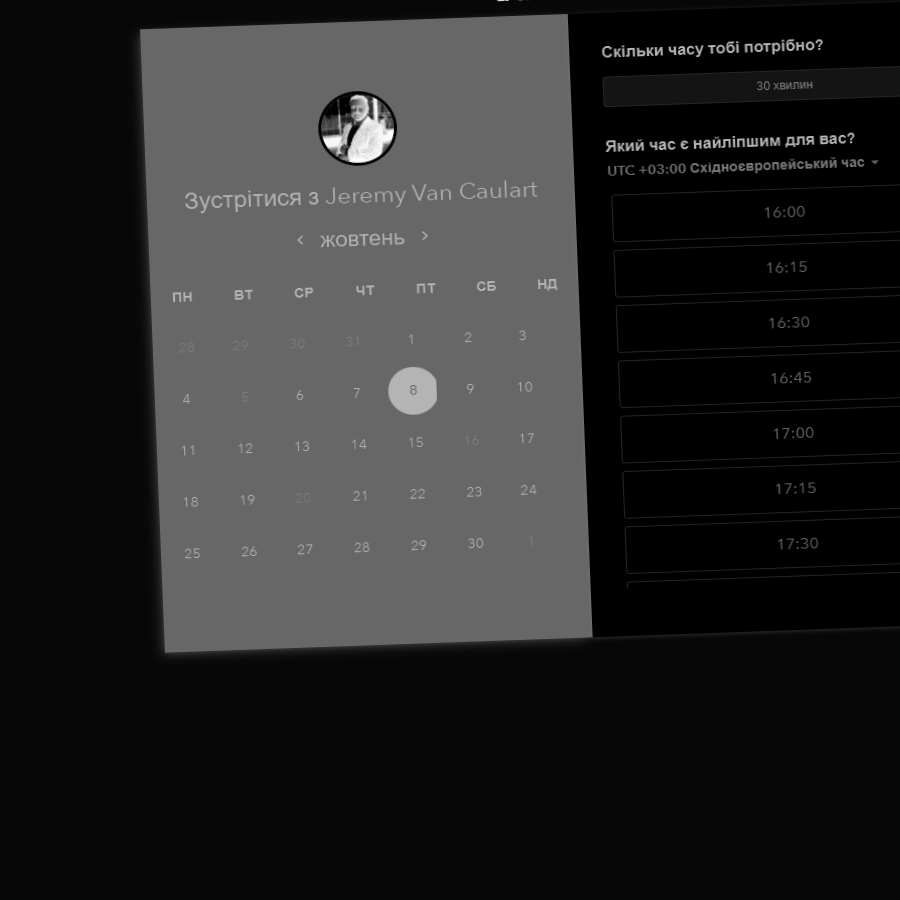 Зустрітися з Jeremy Van Caulart
жовтень
ПН ВТ СР ЧТ ПТ СБ НД
28 29 30 31 1 2 3
4 5 6 7 8 9 10
11 12 13 14 15 16 17
18 19 20 21 22 23 24
25 26 27 28 29 30 1
Скільки часу тобі потрібно?
30 хвилин
Який час є найліпшим для вас?
UTC +03:00 Східноєвропейський час
16:00
16:15
16:30
16:45
17:00
17:15
17:30